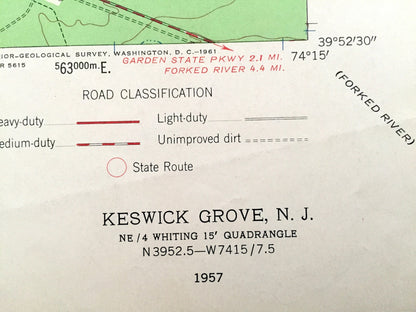 39°52'30"
IOR-GEOLOGICAL SURVEY, WASHINGTON, D. C.—1961
74°15'
R 5615
563000m.E.
GARDEN STATE PKWY 2.1 MI.
FORKED RIVER 4.4 MI.
(FORKED RIVER)
ROAD CLASSIFICATION
eavy-duty
Light-duty
edium-duty
Unimproved dirt
State Route
KESWICK GROVE, N. J.
NE/4 WHITING 15' QUADRANGLE
N3952.5—W7415/7.5
1957